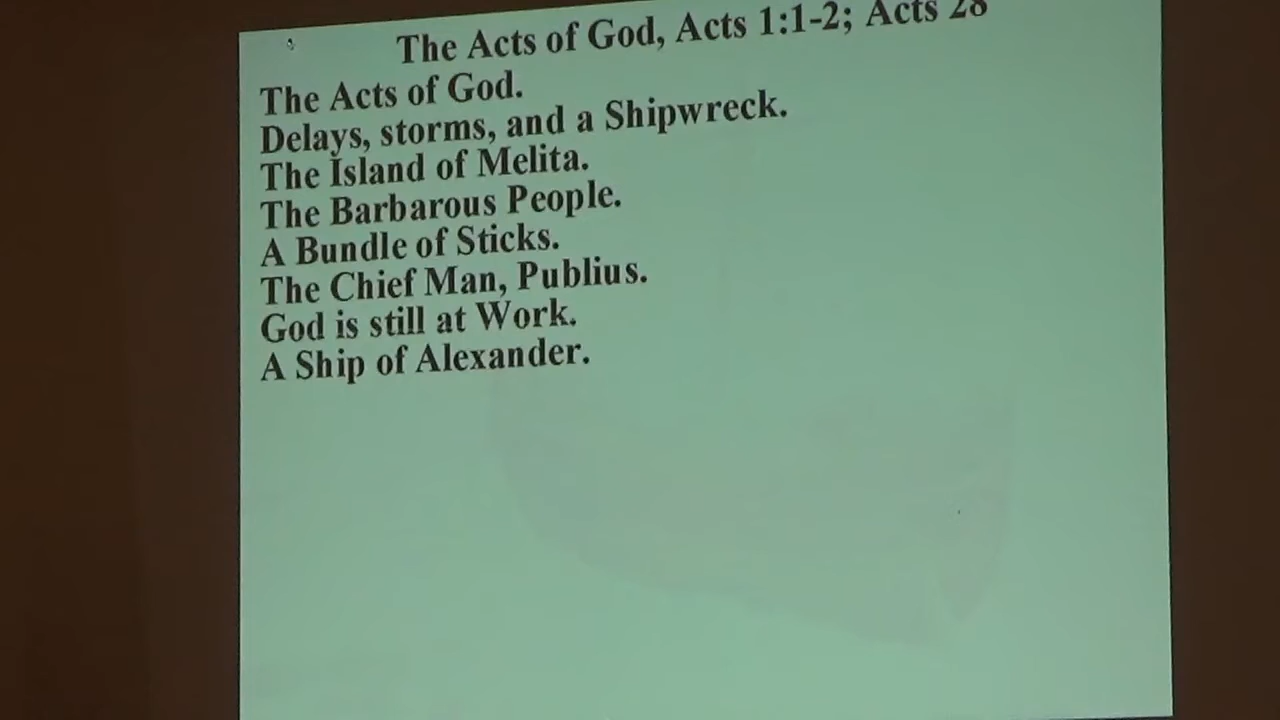 The Acts of God, Acts 1:1-2; Acts 28
The Acts of God.
Delays, storms, and a Shipwreck.
The Island of Melita.
The Barbarous People.
A Bundle of Sticks.
The Chief Man, Publius.
God is still at Work.
A Ship of Alexander.